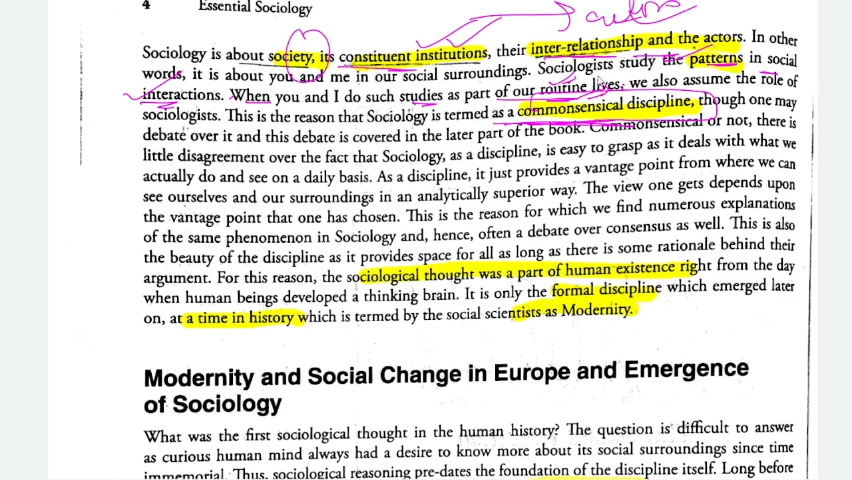 4 Essential Sociology
actors
Sociology is about society, its constituent institutions, their inter-relationship and the actors. In other
words, it is about you and me in our social surroundings. Sociologists study the patterns in social
interactions. When you and I do such studies as part of our routine lives, we also assume the role of
sociologists. This is the reason that Sociology is termed as a commonsensical discipline, though one may
debate over it and this debate is covered in the later part of the book. Commonsensical or not, there is
little disagreement over the fact that Sociology, as a discipline, is easy to grasp as it deals with what we
actually do and see on a daily basis. As a discipline, it just provides a vantage point from where we can
see ourselves and our surroundings in an analytically superior way. The view one gets depends upon
the vantage point that one has chosen. This is the reason for which we find numerous explanations
of the same phenomenon in Sociology and, hence, often a debate over consensus as well. This is also
the beauty of the discipline as it provides space for all as long as there is some rationale behind their
argument. For this reason, the sociological thought was a part of human existence right from the day
when human beings developed a thinking brain. It is only the formal discipline which emerged later
on, at a time in history which is termed by the social scientists as Modernity.
Modernity and Social Change in Europe and Emergence
of Sociology
What was the first sociological thought in the human history? The question is difficult to answer
as curious human mind always had a desire to know more about its social surroundings since time
immemorial. Thus, sociological reasoning pre-dates the foundation of the discipline itself. Long before